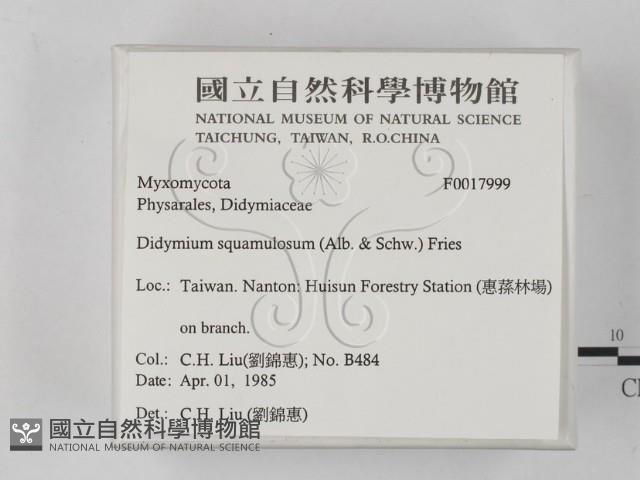 國立自然科學博物館
NATIONAL MUSEUM OF NATURAL SCIENCE
TAICHUNG, TAIWAN, R.O.CHINA
Myxomycota F0017999
Physarales, Didymiaceae
Didymium squamulosum (Alb. & Schw.) Fries
Loc.: Taiwan. Nanton: Huisun Forestry Station (惠蓀林場)
on branch.
Col.: C.H. Liu(劉錦惠); No. B484
Date: Apr. 01, 1985
Det.: C.H. Liu (劉錦惠)
國立自然科學博物館
NATIONAL MUSEUM OF NATURAL SCIENCE
10